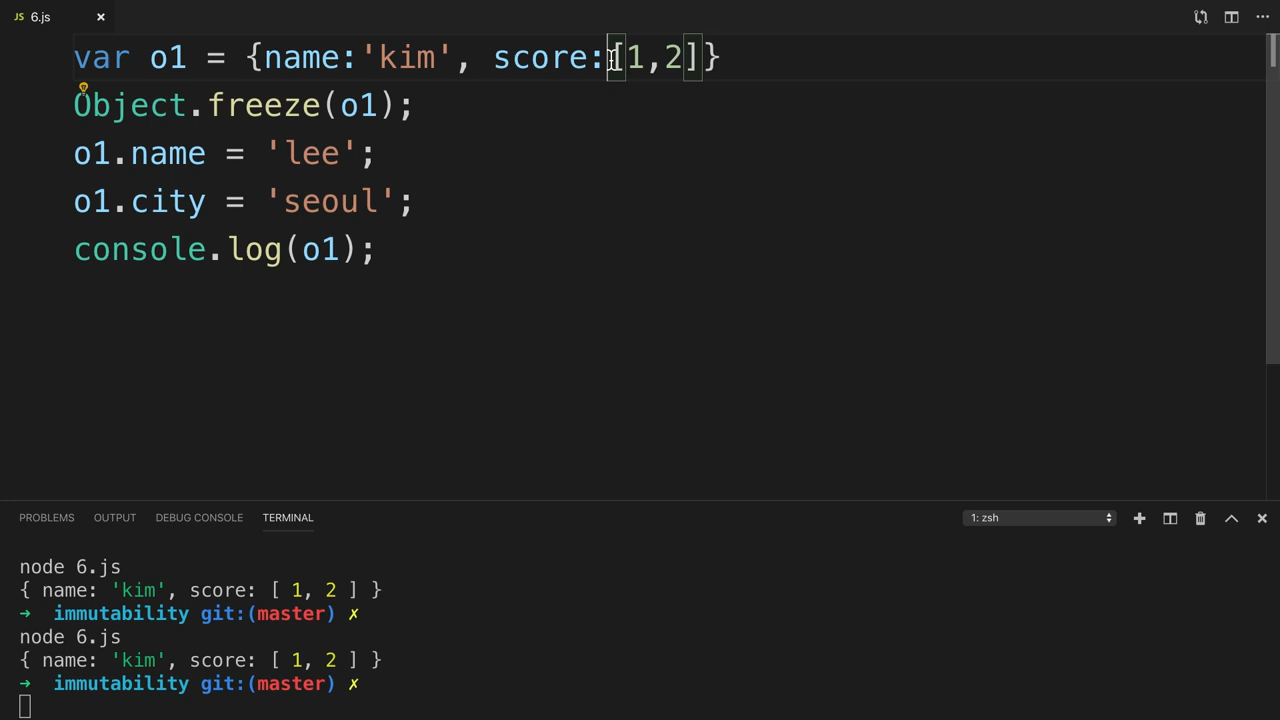 JS 6.js
var o1 = {name:'kim', score:[1,2]}
Object.freeze(o1);
o1.name = 'lee';
o1.city = 'seoul';
console.log(o1);
PROBLEMS OUTPUT DEBUG CONSOLE TERMINAL 1: zsh
node 6.js
{ name: 'kim', score: [ 1, 2 ] }
➜ immutability git:(master) ✗
node 6.js
{ name: 'kim', score: [ 1, 2 ] }
➜ immutability git:(master) ✗